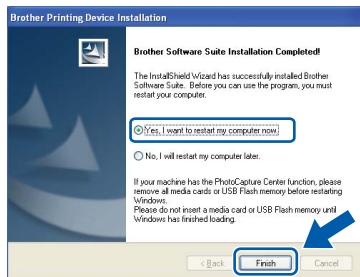 Brother Printing Device Installation
Brother Software Suite Installation Completed!
The InstallShield Wizard has successfully installed Brother
Software Suite. Before you can use the program, you must
restart your computer.
Yes, I want to restart my computer now.
No, I will restart my computer later.
If your machine has the PhotoCapture Center function, please
remove all media cards or USB Flash memory before restarting
Windows.
Please do not insert a media card or USB Flash memory until
Windows has finished loading.
< Back
Finish
Cancel